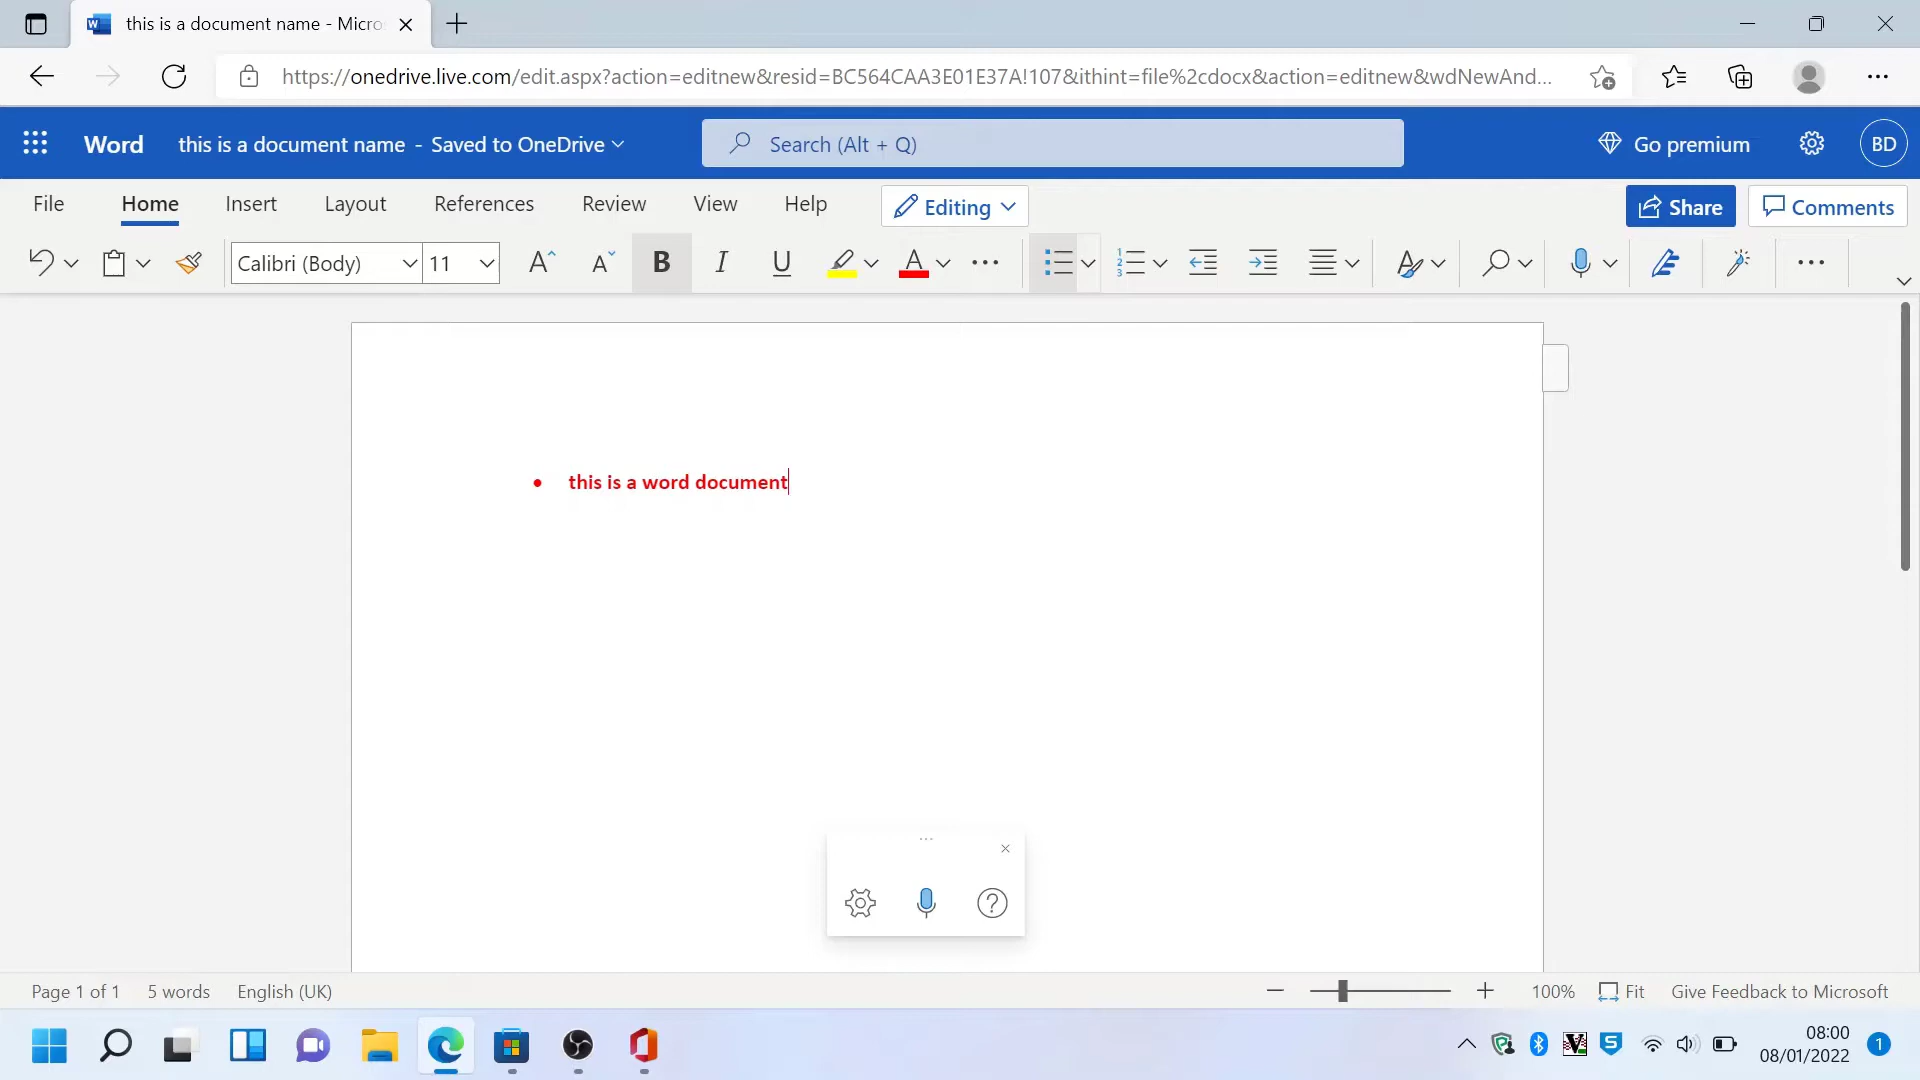 this is a document name - Micro
https://onedrive.live.com/edit.aspx?action=editnew&resid=BC564CAA3E01E37A!107&ithint=file%2cdocx&action=editnew&wdNewAnd...
Word this is a document name - Saved to OneDrive Search (Alt + Q) Go premium BD
File Home Insert Layout References Review View Help Editing Share Comments
Calibri (Body) 11 A A B I U A
• this is a word document
Page 1 of 1 5 words English (UK) 100% Fit Give Feedback to Microsoft
08:00
08/01/2022 1